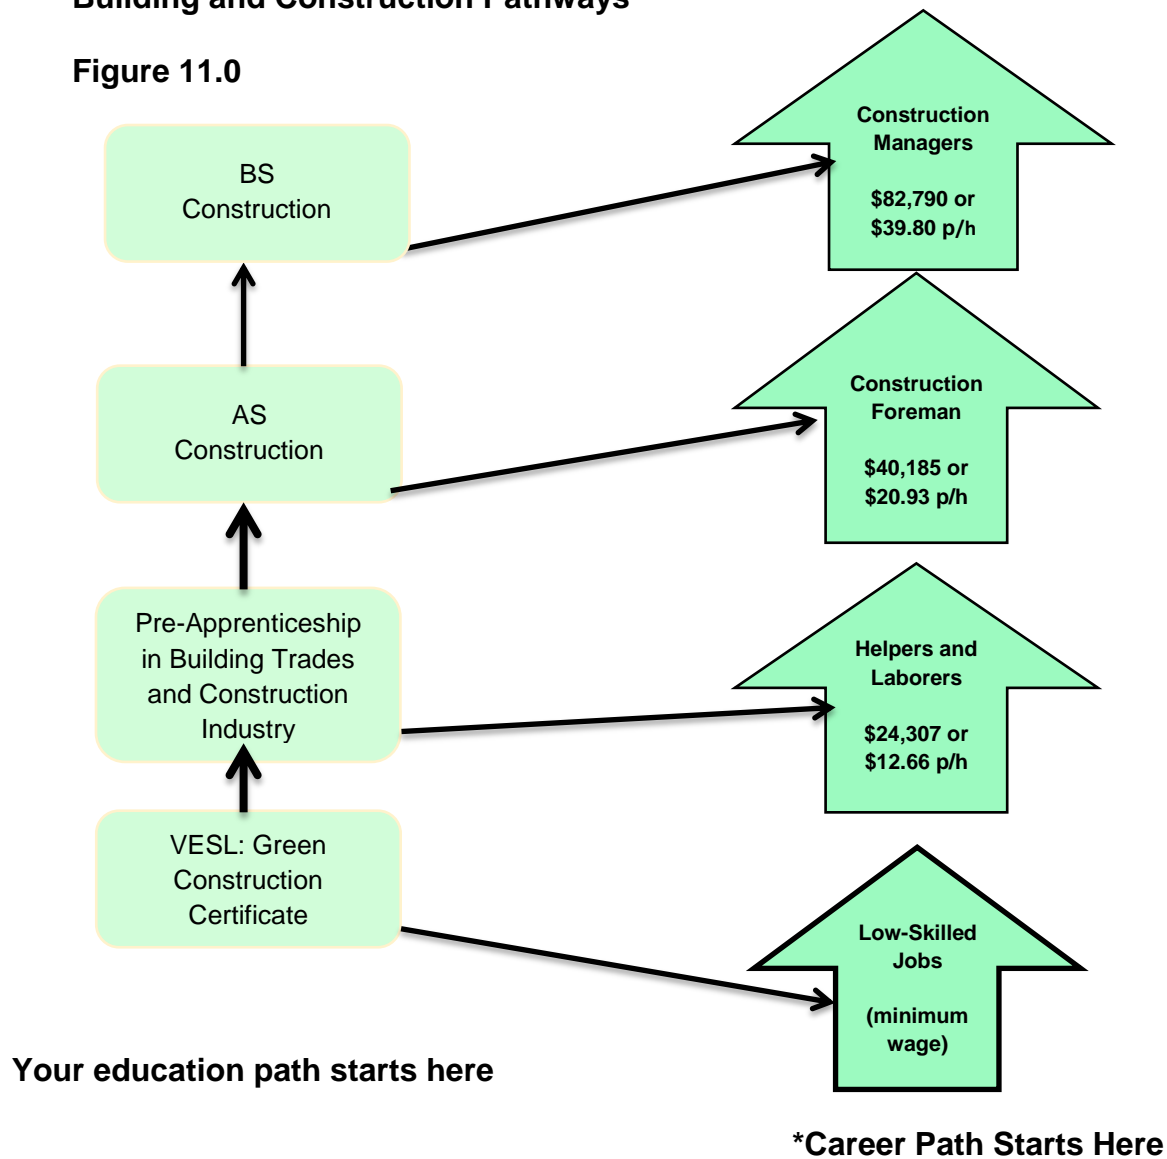 Building and Construction Pathways
Figure 11.0
Construction
Managers
$82,790 or
$39.80 p/h
BS
Construction
Construction
Foreman
$40,185 or
$20.93 p/h
AS
Construction
Pre-Apprenticeship
in Building Trades
and Construction
Industry
Helpers and
Laborers
$24,307 or
$12.66 p/h
VESL: Green
Construction
Certificate
Low-Skilled
Jobs
(minimum
wage)
Your education path starts here
*Career Path Starts Here